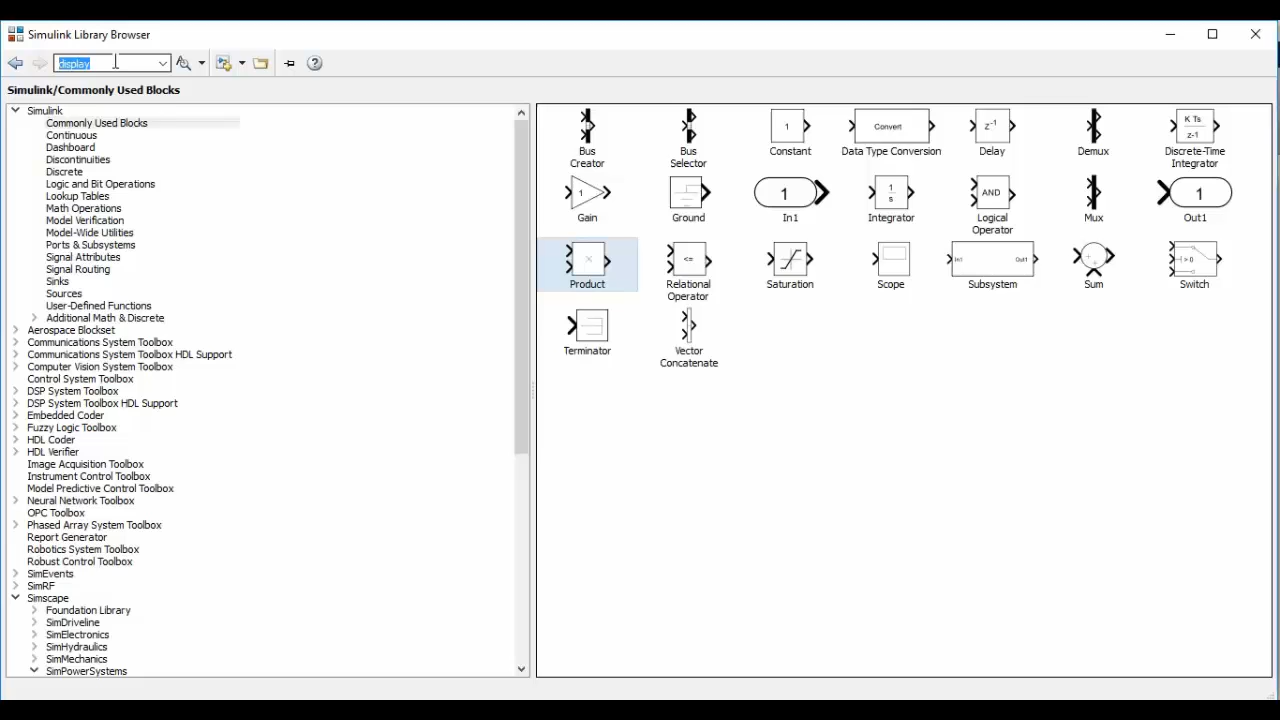 Simulink Library Browser
display
Simulink/Commonly Used Blocks
Simulink
Commonly Used Blocks
Continuous
Dashboard
Discontinuities
Discrete
Logic and Bit Operations
Lookup Tables
Math Operations
Model Verification
Model-Wide Utilities
Ports & Subsystems
Signal Attributes
Signal Routing
Sinks
Sources
User-Defined Functions
Additional Math & Discrete
Aerospace Blockset
Communications System Toolbox
Communications System Toolbox HDL Support
Computer Vision System Toolbox
Control System Toolbox
DSP System Toolbox
DSP System Toolbox HDL Support
Embedded Coder
Fuzzy Logic Toolbox
HDL Coder
HDL Verifier
Image Acquisition Toolbox
Instrument Control Toolbox
Model Predictive Control Toolbox
Neural Network Toolbox
OPC Toolbox
Phased Array System Toolbox
Report Generator
Robotics System Toolbox
Robust Control Toolbox
SimEvents
SimRF
Simscape
Foundation Library
SimDriveline
SimElectronics
SimHydraulics
SimMechanics
SimPowerSystems
Bus
Creator
Bus
Selector
1
Constant
Convert
Data Type Conversion
z-1
Delay
Demux
K Ts
z-1
Discrete-Time
Integrator
1
Gain
Ground
1
In1
1
s
Integrator
AND
Logical
Operator
Mux
1
Out1
×
Product
<=
Relational
Operator
Saturation
Scope
In1 Out1
Subsystem
+
+
Sum
> 0
Switch
Terminator
Vector
Concatenate